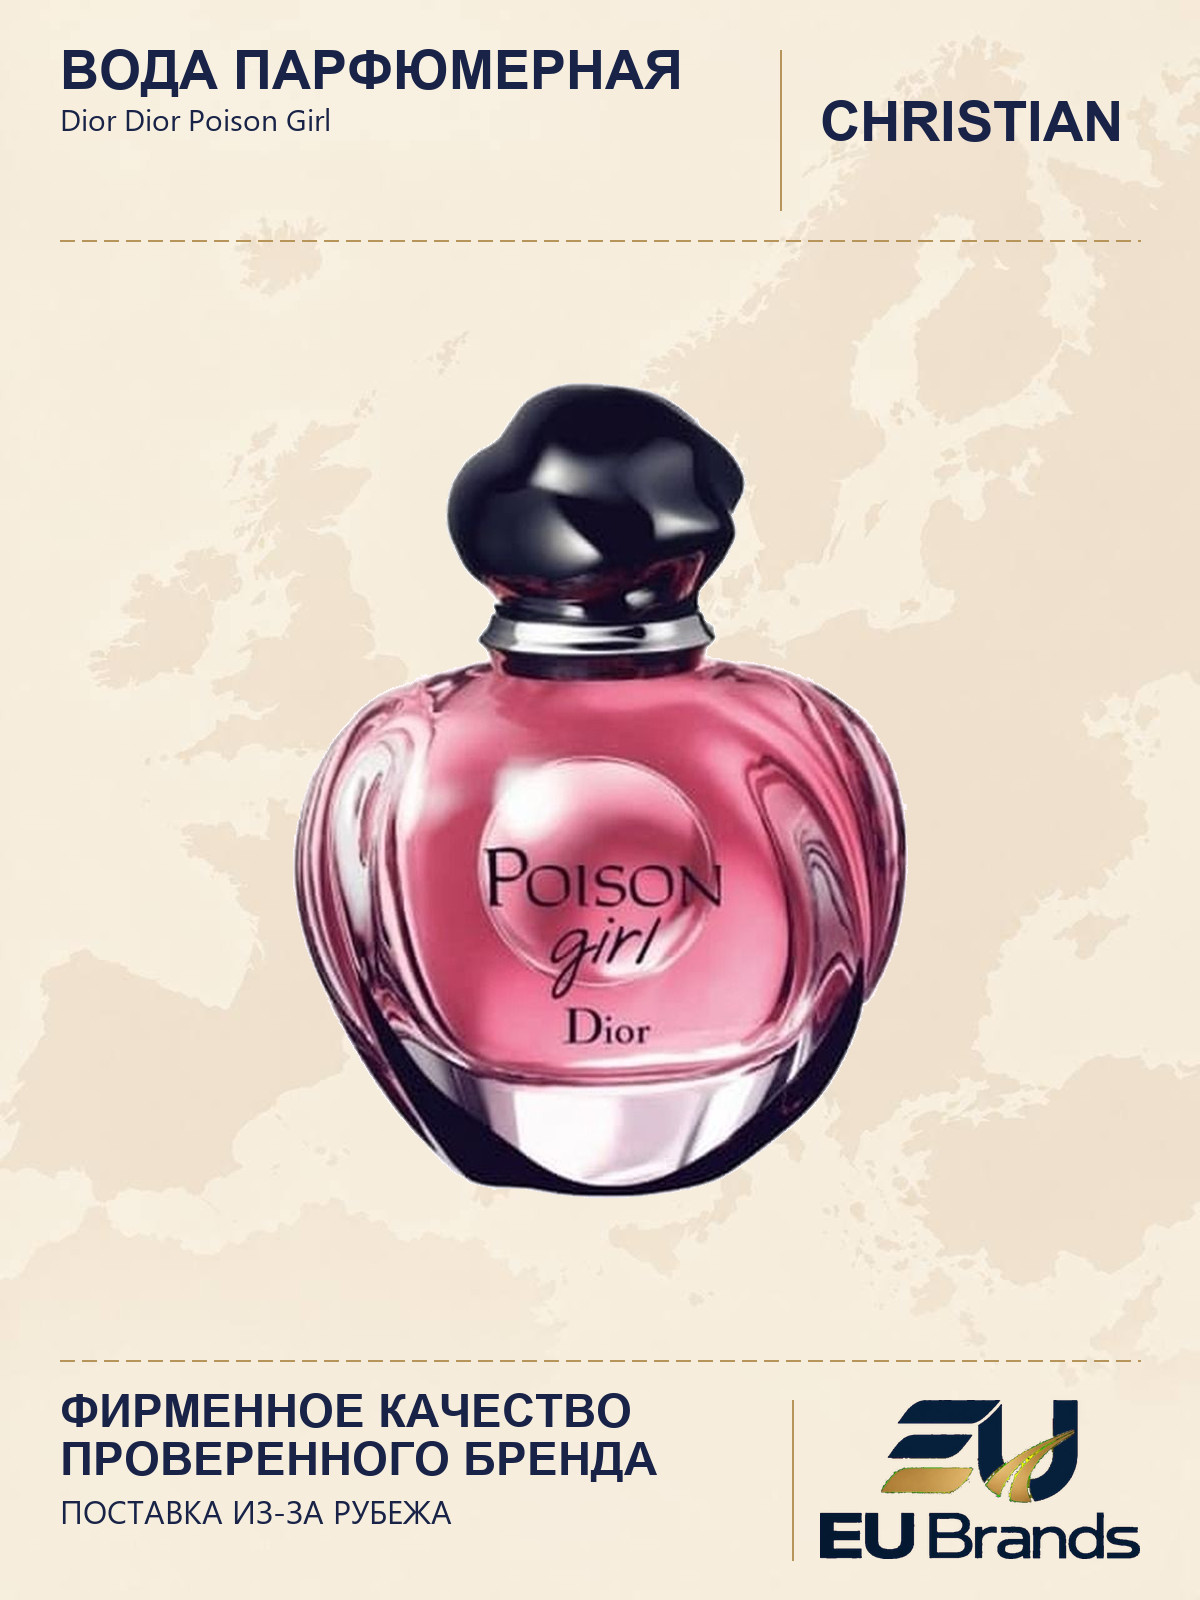 ВОДА ПАРФЮМЕРНАЯ
Dior Dior Poison Girl
CHRISTIAN
POISON
girl
Dior
ФИРМЕННОЕ КАЧЕСТВО
ПРОВЕРЕННОГО БРЕНДА
ПОСТАВКА ИЗ-ЗА РУБЕЖА
EU
EU Brands